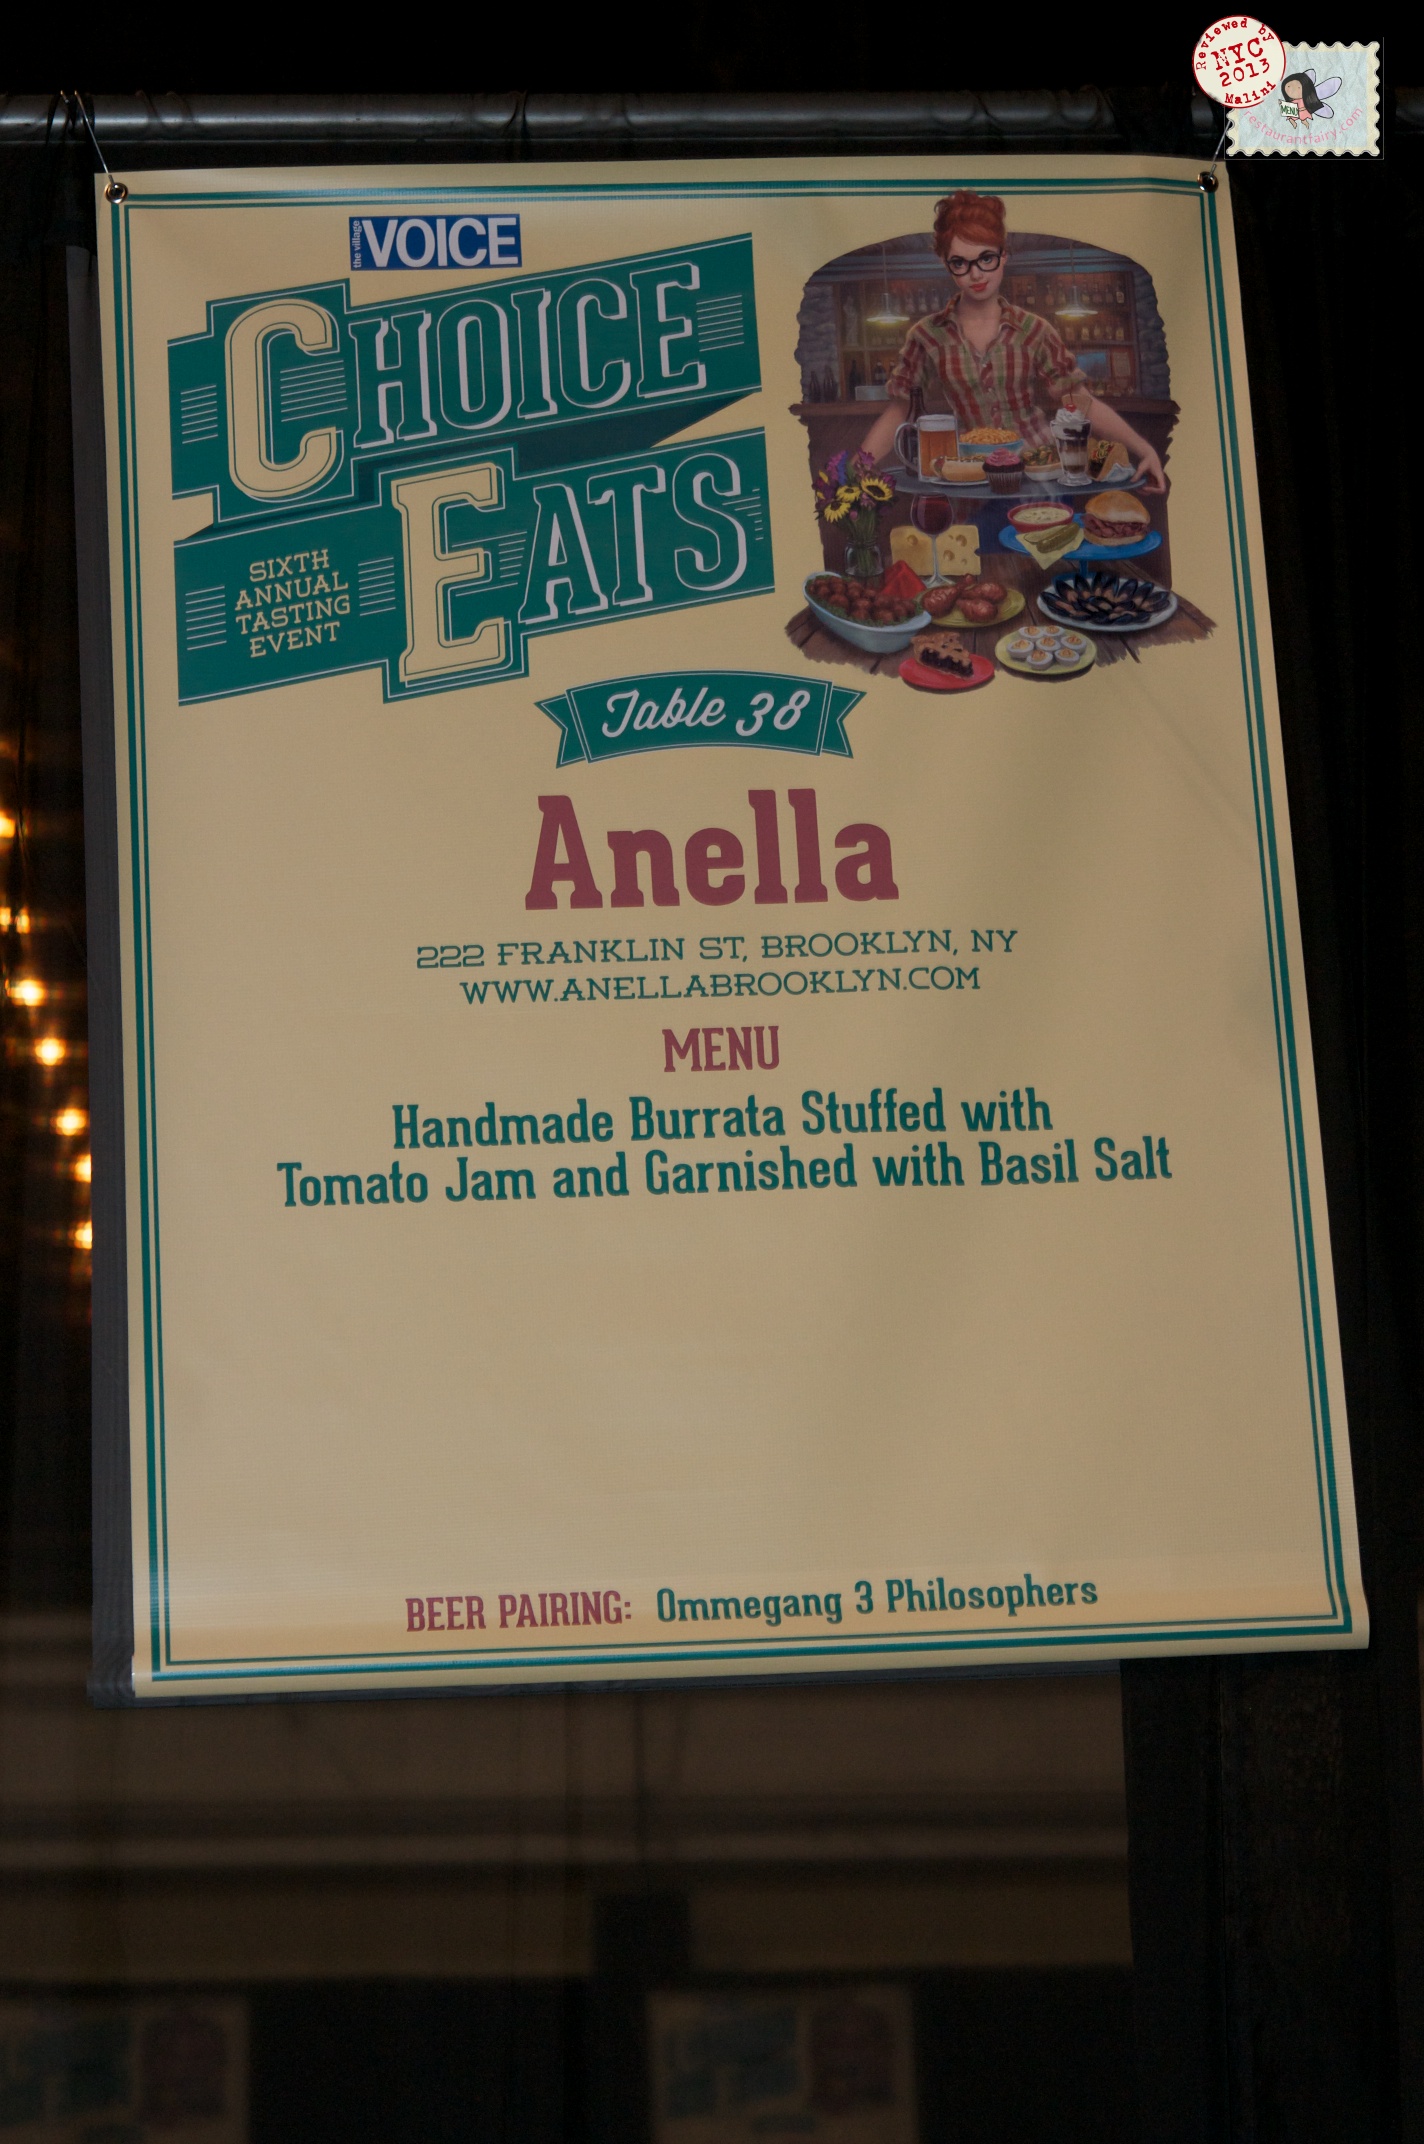 Reviewed by
NYC
2013
Malini
MENU
restaurantfairy.com
the village VOICE
CHOICE
EATS
SIXTH
ANNUAL
TASTING
EVENT
Table 38
Anella
222 FRANKLIN ST, BROOKLYN, NY
WWW.ANELLABROOKLYN.COM
MENU
Handmade Burrata Stuffed with
Tomato Jam and Garnished with Basil Salt
BEER PAIRING: Ommegang 3 Philosophers